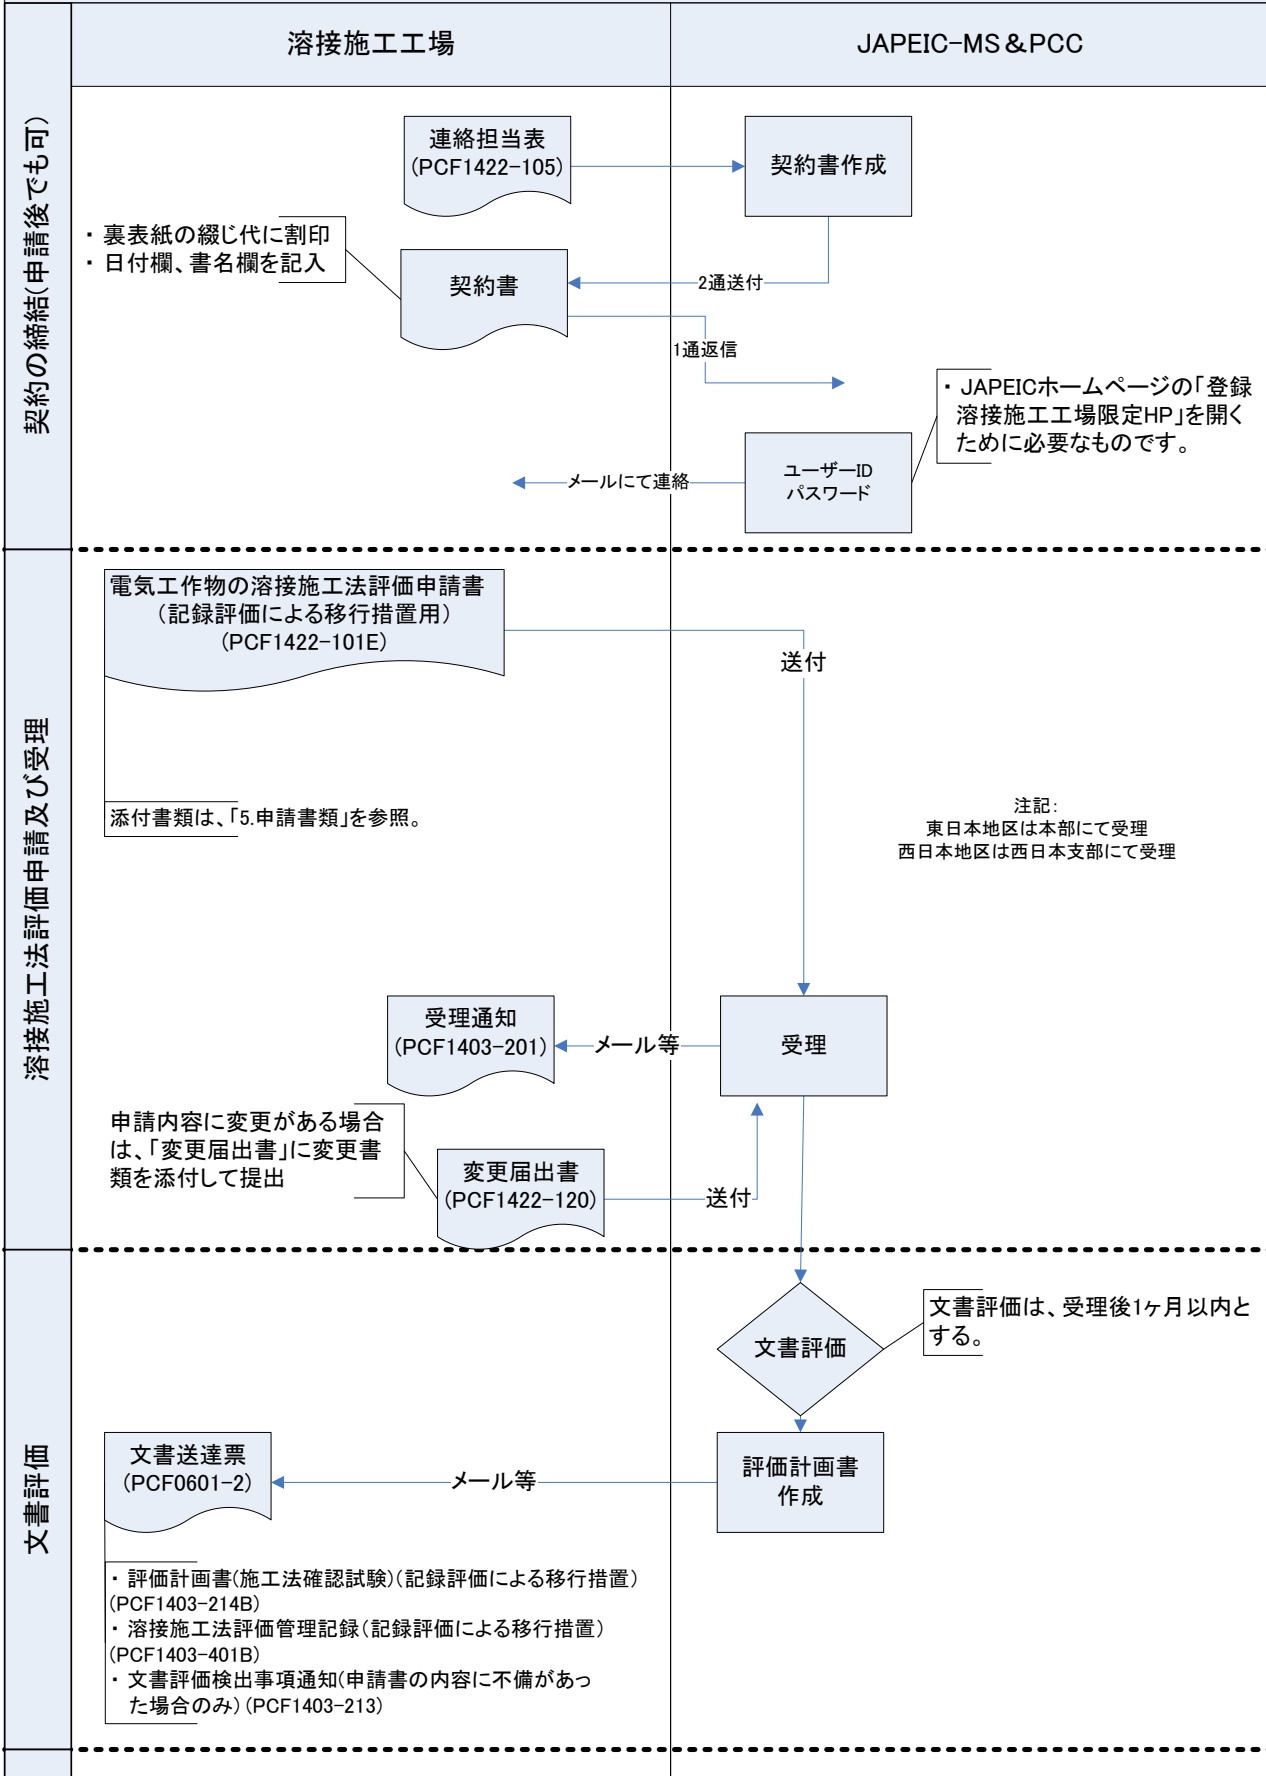 溶接施工工場
JAPEIC-MS&PCC
契約の締結(申請後でも可)
連絡担当表
(PCF1422-105)
契約書作成
・ 裏表紙の綴じ代に割印
・ 日付欄、書名欄を記入
契約書
2通送付
1通返信
・ JAPEICホームページの「登録
溶接施工工場限定HP」を開く
ために必要なものです。
ユーザーID
パスワード
メールにて連絡
溶接施工法評価申請及び受理
電気工作物の溶接施工法評価申請書
(記録評価による移行措置用)
(PCF1422-101E)
送付
添付書類は、「5.申請書類」を参照。
注記:
東日本地区は本部にて受理
西日本地区は西日本支部にて受理
受理通知
(PCF1403-201)
メール等
受理
申請内容に変更がある場合
は、「変更届出書」に変更書
類を添付して提出
変更届出書
(PCF1422-120)
送付
文書評価
文書評価
文書評価は、受理後1ヶ月以内と
する。
文書送達票
(PCF0601-2)
メール等
評価計画書
作成
・ 評価計画書(施工法確認試験)(記録評価による移行措置)
(PCF1403-214B)
・ 溶接施工法評価管理記録(記録評価による移行措置)
(PCF1403-401B)
・ 文書評価検出事項通知(申請書の内容に不備があっ
た場合のみ)(PCF1403-213)